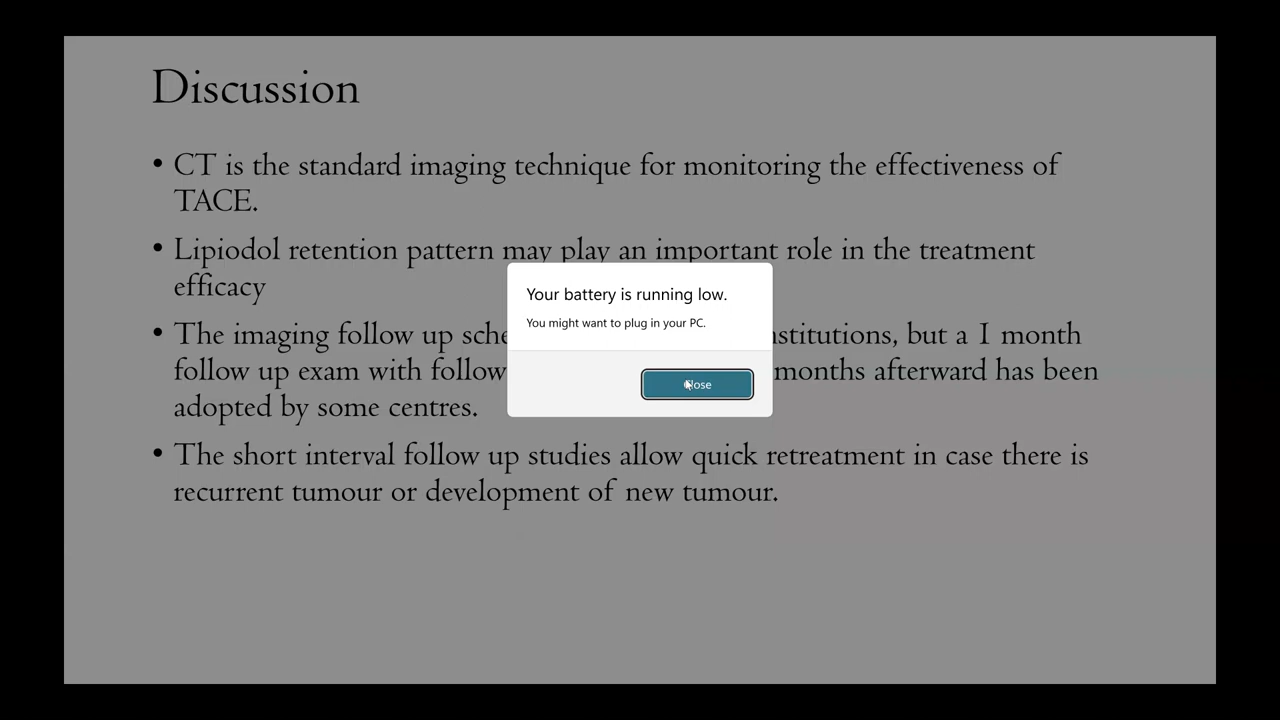 Discussion
• CT is the standard imaging technique for monitoring the effectiveness of
TACE.
• Lipiodol retention pattern may play an important role in the treatment
efficacy
• The imaging follow up institutions, but a 1 month
follow up exam with follow months afterward has been
adopted by some centres.
• The short interval follow up studies allow quick retreatment in case there is
recurrent tumour or development of new tumour.
Your battery is running low.
You might want to plug in your PC.
Close